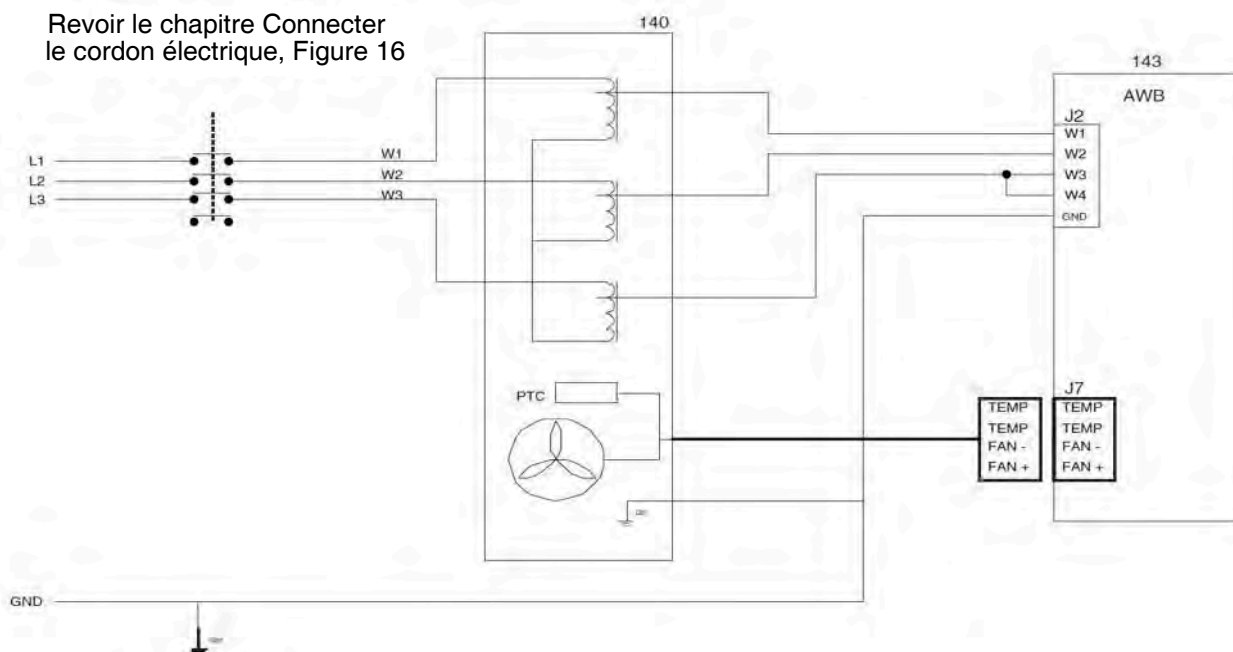 Revoir le chapitre Connecter
le cordon électrique, Figure 16
140
143
AWB
J2
W1
W2
W3
W4
GND
L1
L2
L3
W1
W2
W3
PTC
J7
TEMP
TEMP
FAN -
FAN +
TEMP
TEMP
FAN -
FAN +
GND